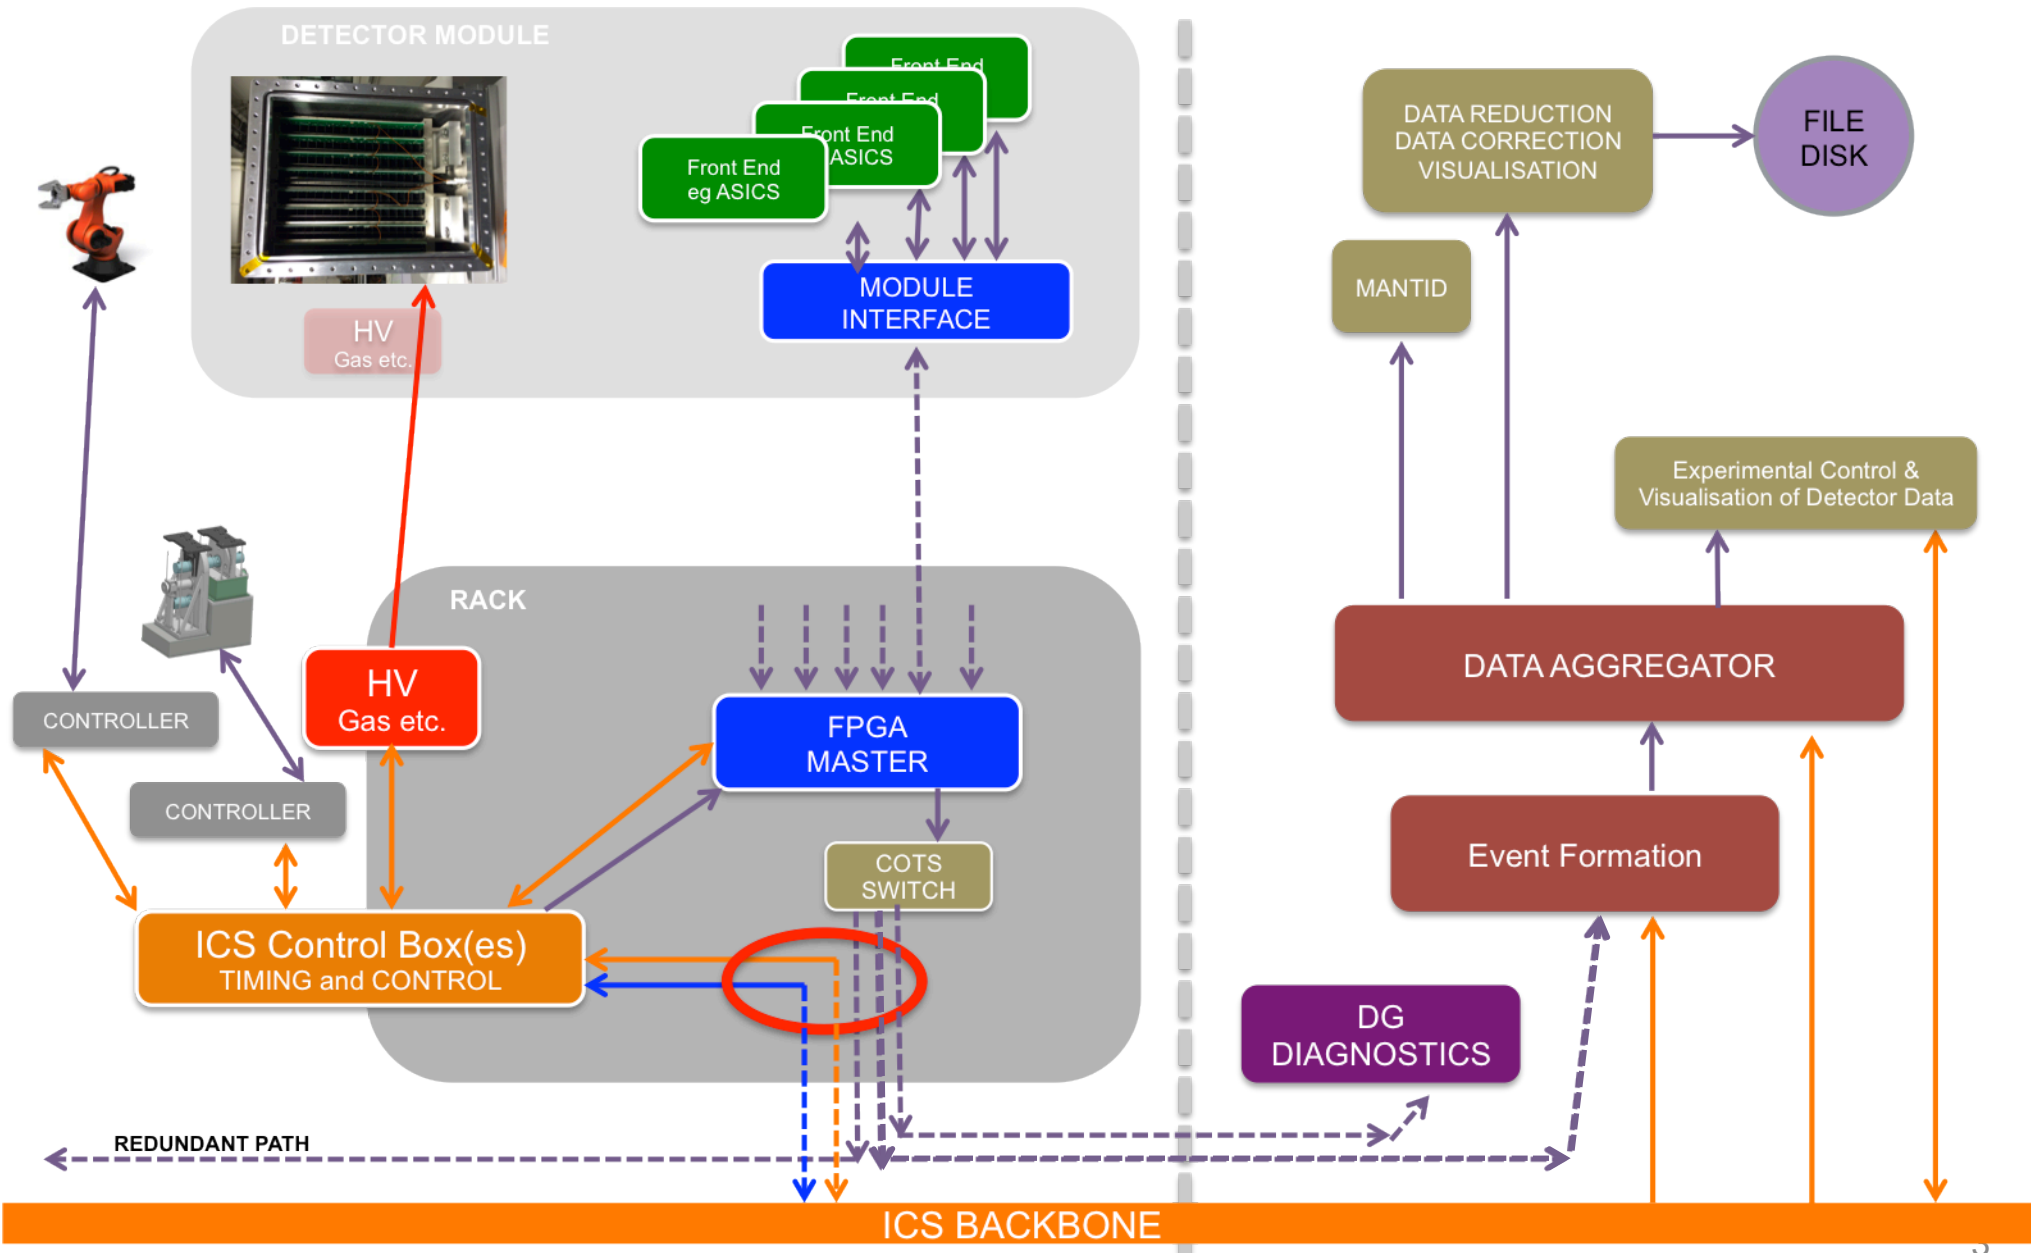 DETECTOR MODULE
Front End
Front End
Front End
ASICS
Front End
eg ASICS
MODULE
INTERFACE
HV
Gas etc.
DATA REDUCTION
DATA CORRECTION
VISUALISATION
FILE
DISK
MANTID
Experimental Control &
Visualisation of Detector Data
RACK
HV
Gas etc.
CONTROLLER
CONTROLLER
FPGA
MASTER
COTS
SWITCH
ICS Control Box(es)
TIMING and CONTROL
DATA AGGREGATOR
Event Formation
DG
DIAGNOSTICS
REDUNDANT PATH
ICS BACKBONE